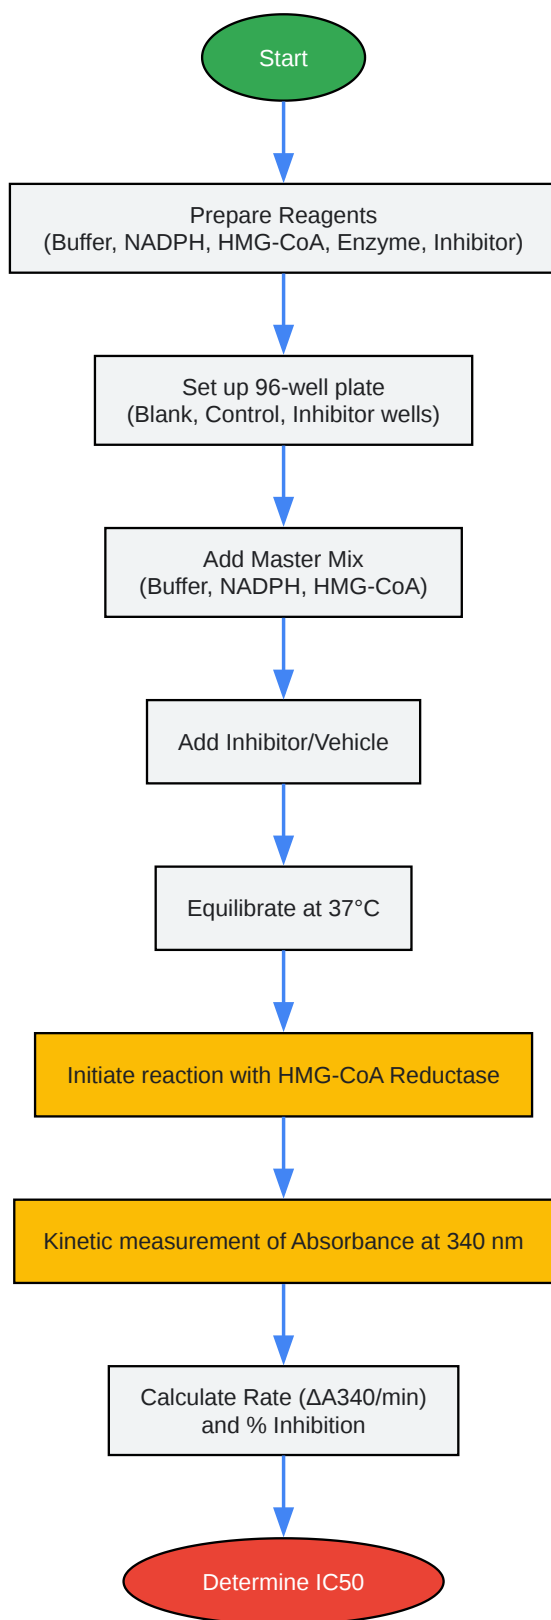 Start
Prepare Reagents
(Buffer, NADPH, HMG-CoA, Enzyme, Inhibitor)
Set up 96-well plate
(Blank, Control, Inhibitor wells)
Add Master Mix
(Buffer, NADPH, HMG-CoA)
Add Inhibitor/Vehicle
Equilibrate at 37°C
Initiate reaction with HMG-CoA Reductase
Kinetic measurement of Absorbance at 340 nm
Calculate Rate (ΔA340/min)
and % Inhibition
Determine IC50